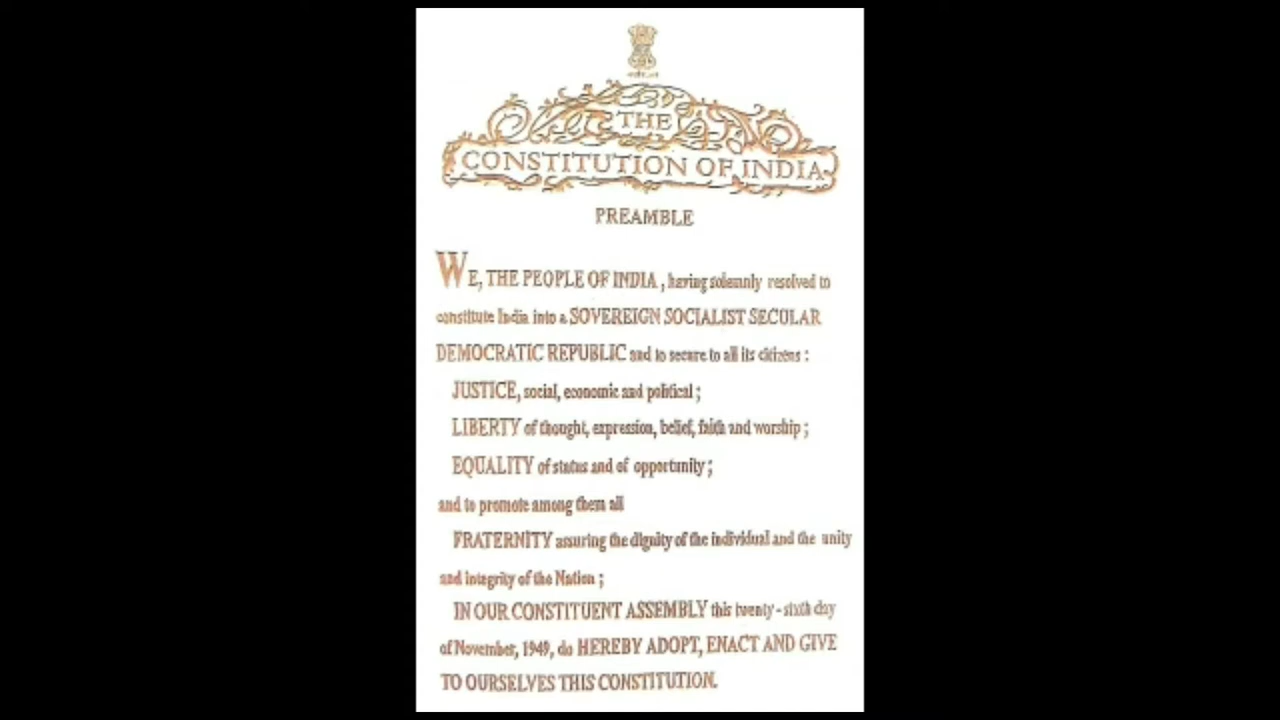 THE
CONSTITUTION OF INDIA
PREAMBLE
WE, THE PEOPLE OF INDIA, having solemnly resolved to
constitute India into a SOVEREIGN SOCIALIST SECULAR
DEMOCRATIC REPUBLIC and to secure to all its citizens :
JUSTICE, social, economic and political ;
LIBERTY of thought, expression, belief, faith and worship ;
EQUALITY of status and of opportunity ;
and to promote among them all
FRATERNITY assuring the dignity of the individual and the unity
and integrity of the Nation ;
IN OUR CONSTITUENT ASSEMBLY this twenty - sixth day
of November, 1949, do HEREBY ADOPT, ENACT AND GIVE
TO OURSELVES THIS CONSTITUTION.